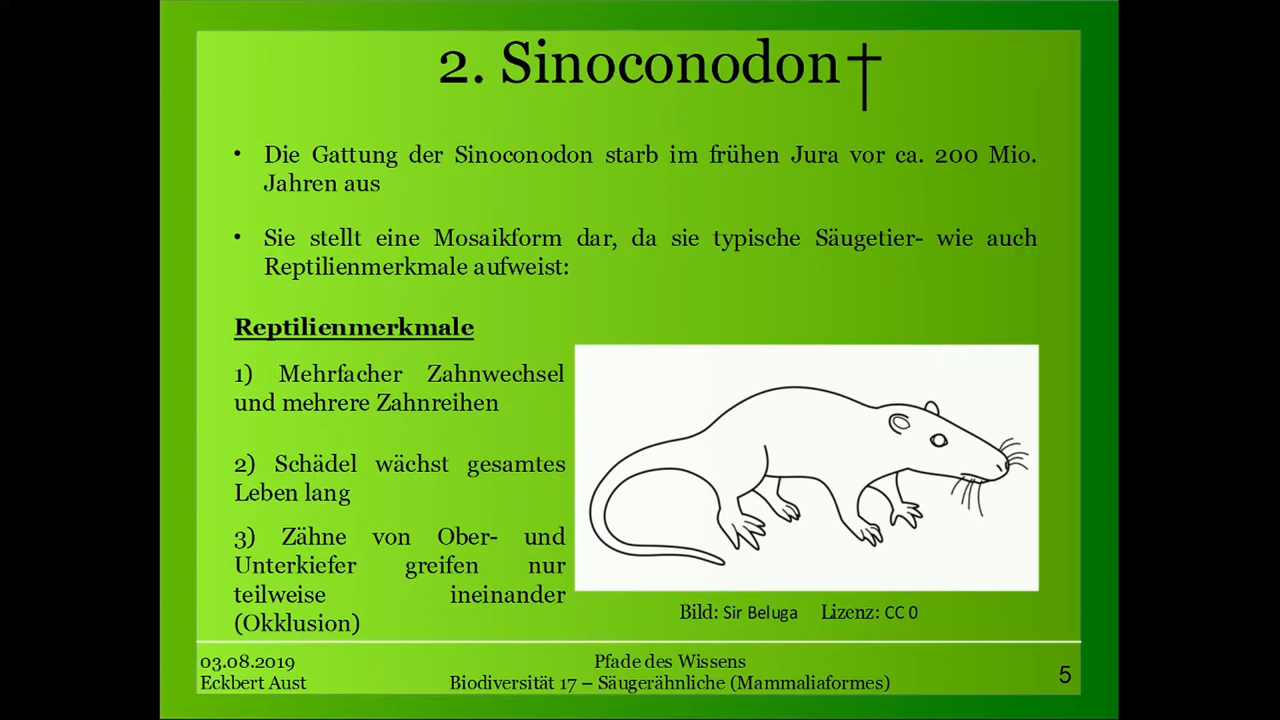 2. Sinoconodon†
• Die Gattung der Sinoconodon starb im frühen Jura vor ca. 200 Mio.
Jahren aus
• Sie stellt eine Mosaikform dar, da sie typische Säugetier- wie auch
Reptilienmerkmale aufweist:
Reptilienmerkmale
1) Mehrfacher Zahnwechsel
und mehrere Zahnreihen
2) Schädel wächst gesamtes
Leben lang
3) Zähne von Ober- und
Unterkiefer greifen nur
teilweise ineinander
(Okklusion)
Bild: Sir Beluga Lizenz: CC 0
03.08.2019
Eckbert Aust
Pfade des Wissens
Biodiversität 17 – Säugerähnliche (Mammaliaformes)
5